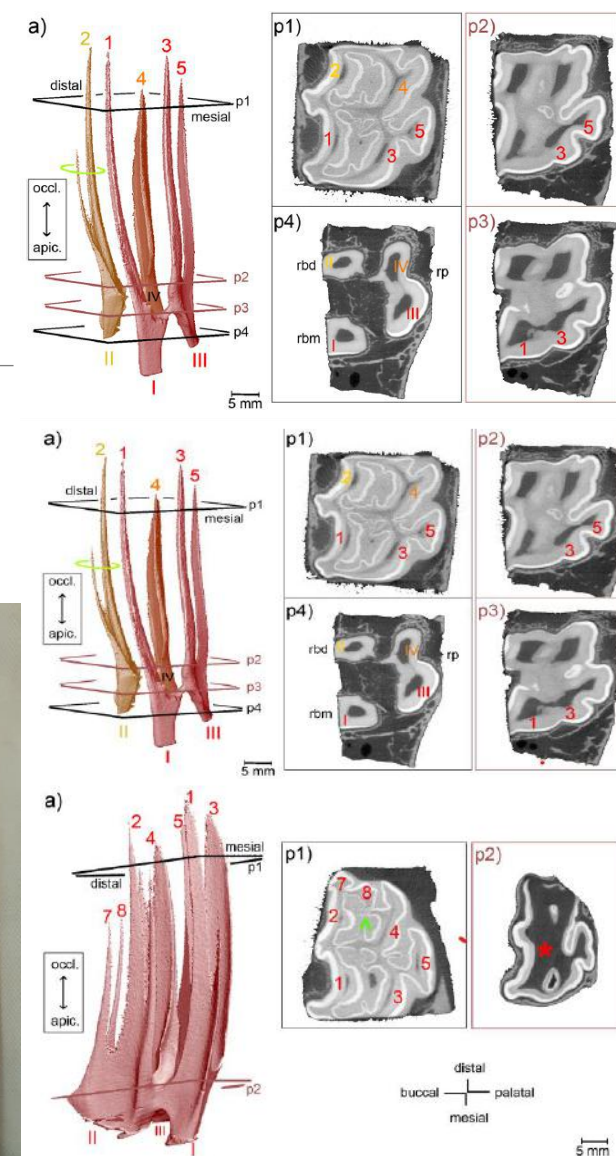 a)
2 1 3
4 5
distal
mesial
p1
occl.
apic.
p2
IV
p3
p4
II
III
I
5 mm
p1)
2
4
1
5
3
p2)
5
3
p4)
rbd
II
IV
rp
III
rbm
I
p3)
1 3
a)
2 1 3
4 5
distal
mesial
p1
occl.
apic.
p2
IV
p3
p4
II
III
I
5 mm
p1)
2
4
1
5
3
p2)
5
3
p4)
rbd
II
IV
rp
III
rbm
I
p3)
1 3
a)
1 3
2 5
4
mesial
p1
distal
7 8
occl.
apic.
p2
II
III
I
p1)
7 8
2
4
5
1
3
p2)
*
distal
buccal palatal
mesial
5 mm